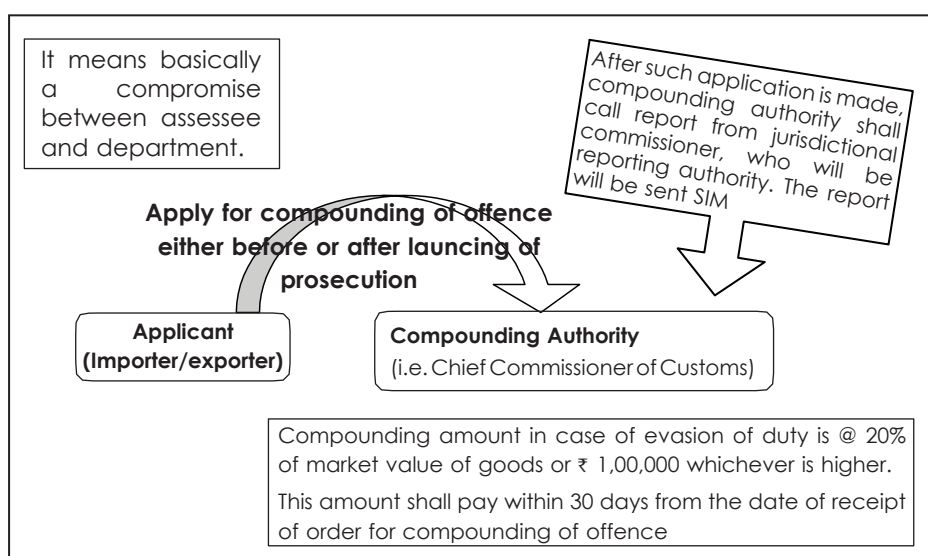 It means basically
a compromise
between assessee
and department.
After such application is made,
compounding authority shall
call report from jurisdictional
commissioner, who will be
reporting authority. The report
will be sent SIM
Apply for compounding of offence
either before or after launcing of
prosecution
Applicant
(Importer/exporter)
Compounding Authority
(i.e. Chief Commissioner of Customs)
Compounding amount in case of evasion of duty is @ 20%
of market value of goods or ₹ 1,00,000 whichever is higher.
This amount shall pay within 30 days from the date of receipt
of order for compounding of offence